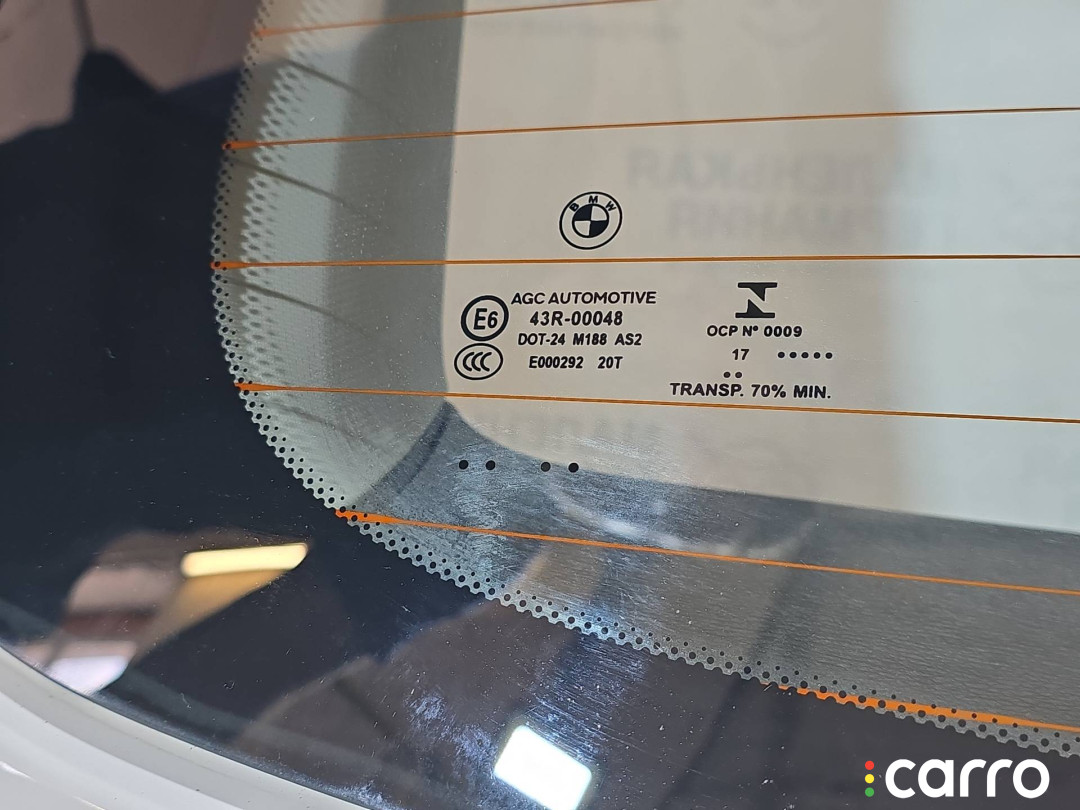 BMW
E6
AGC AUTOMOTIVE
43R-00048
DOT-24 M188 AS2
CCC
E000292 20T
N
OCP Nº 0009
17 •••••
••
TRANSP. 70% MIN.
carro